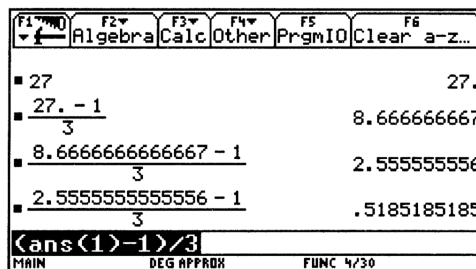 F1 F2 F3 F4 F5 F6
Algebra Calc Other PrgmIO Clear a-z…
27 27.
27. - 1
3
8.666666667
8.6666666666667 - 1
3
2.555555556
2.5555555555556 - 1
3
.5185185185
(ans(1)-1)/3
MAIN DEG APPROX FUNC 4/30